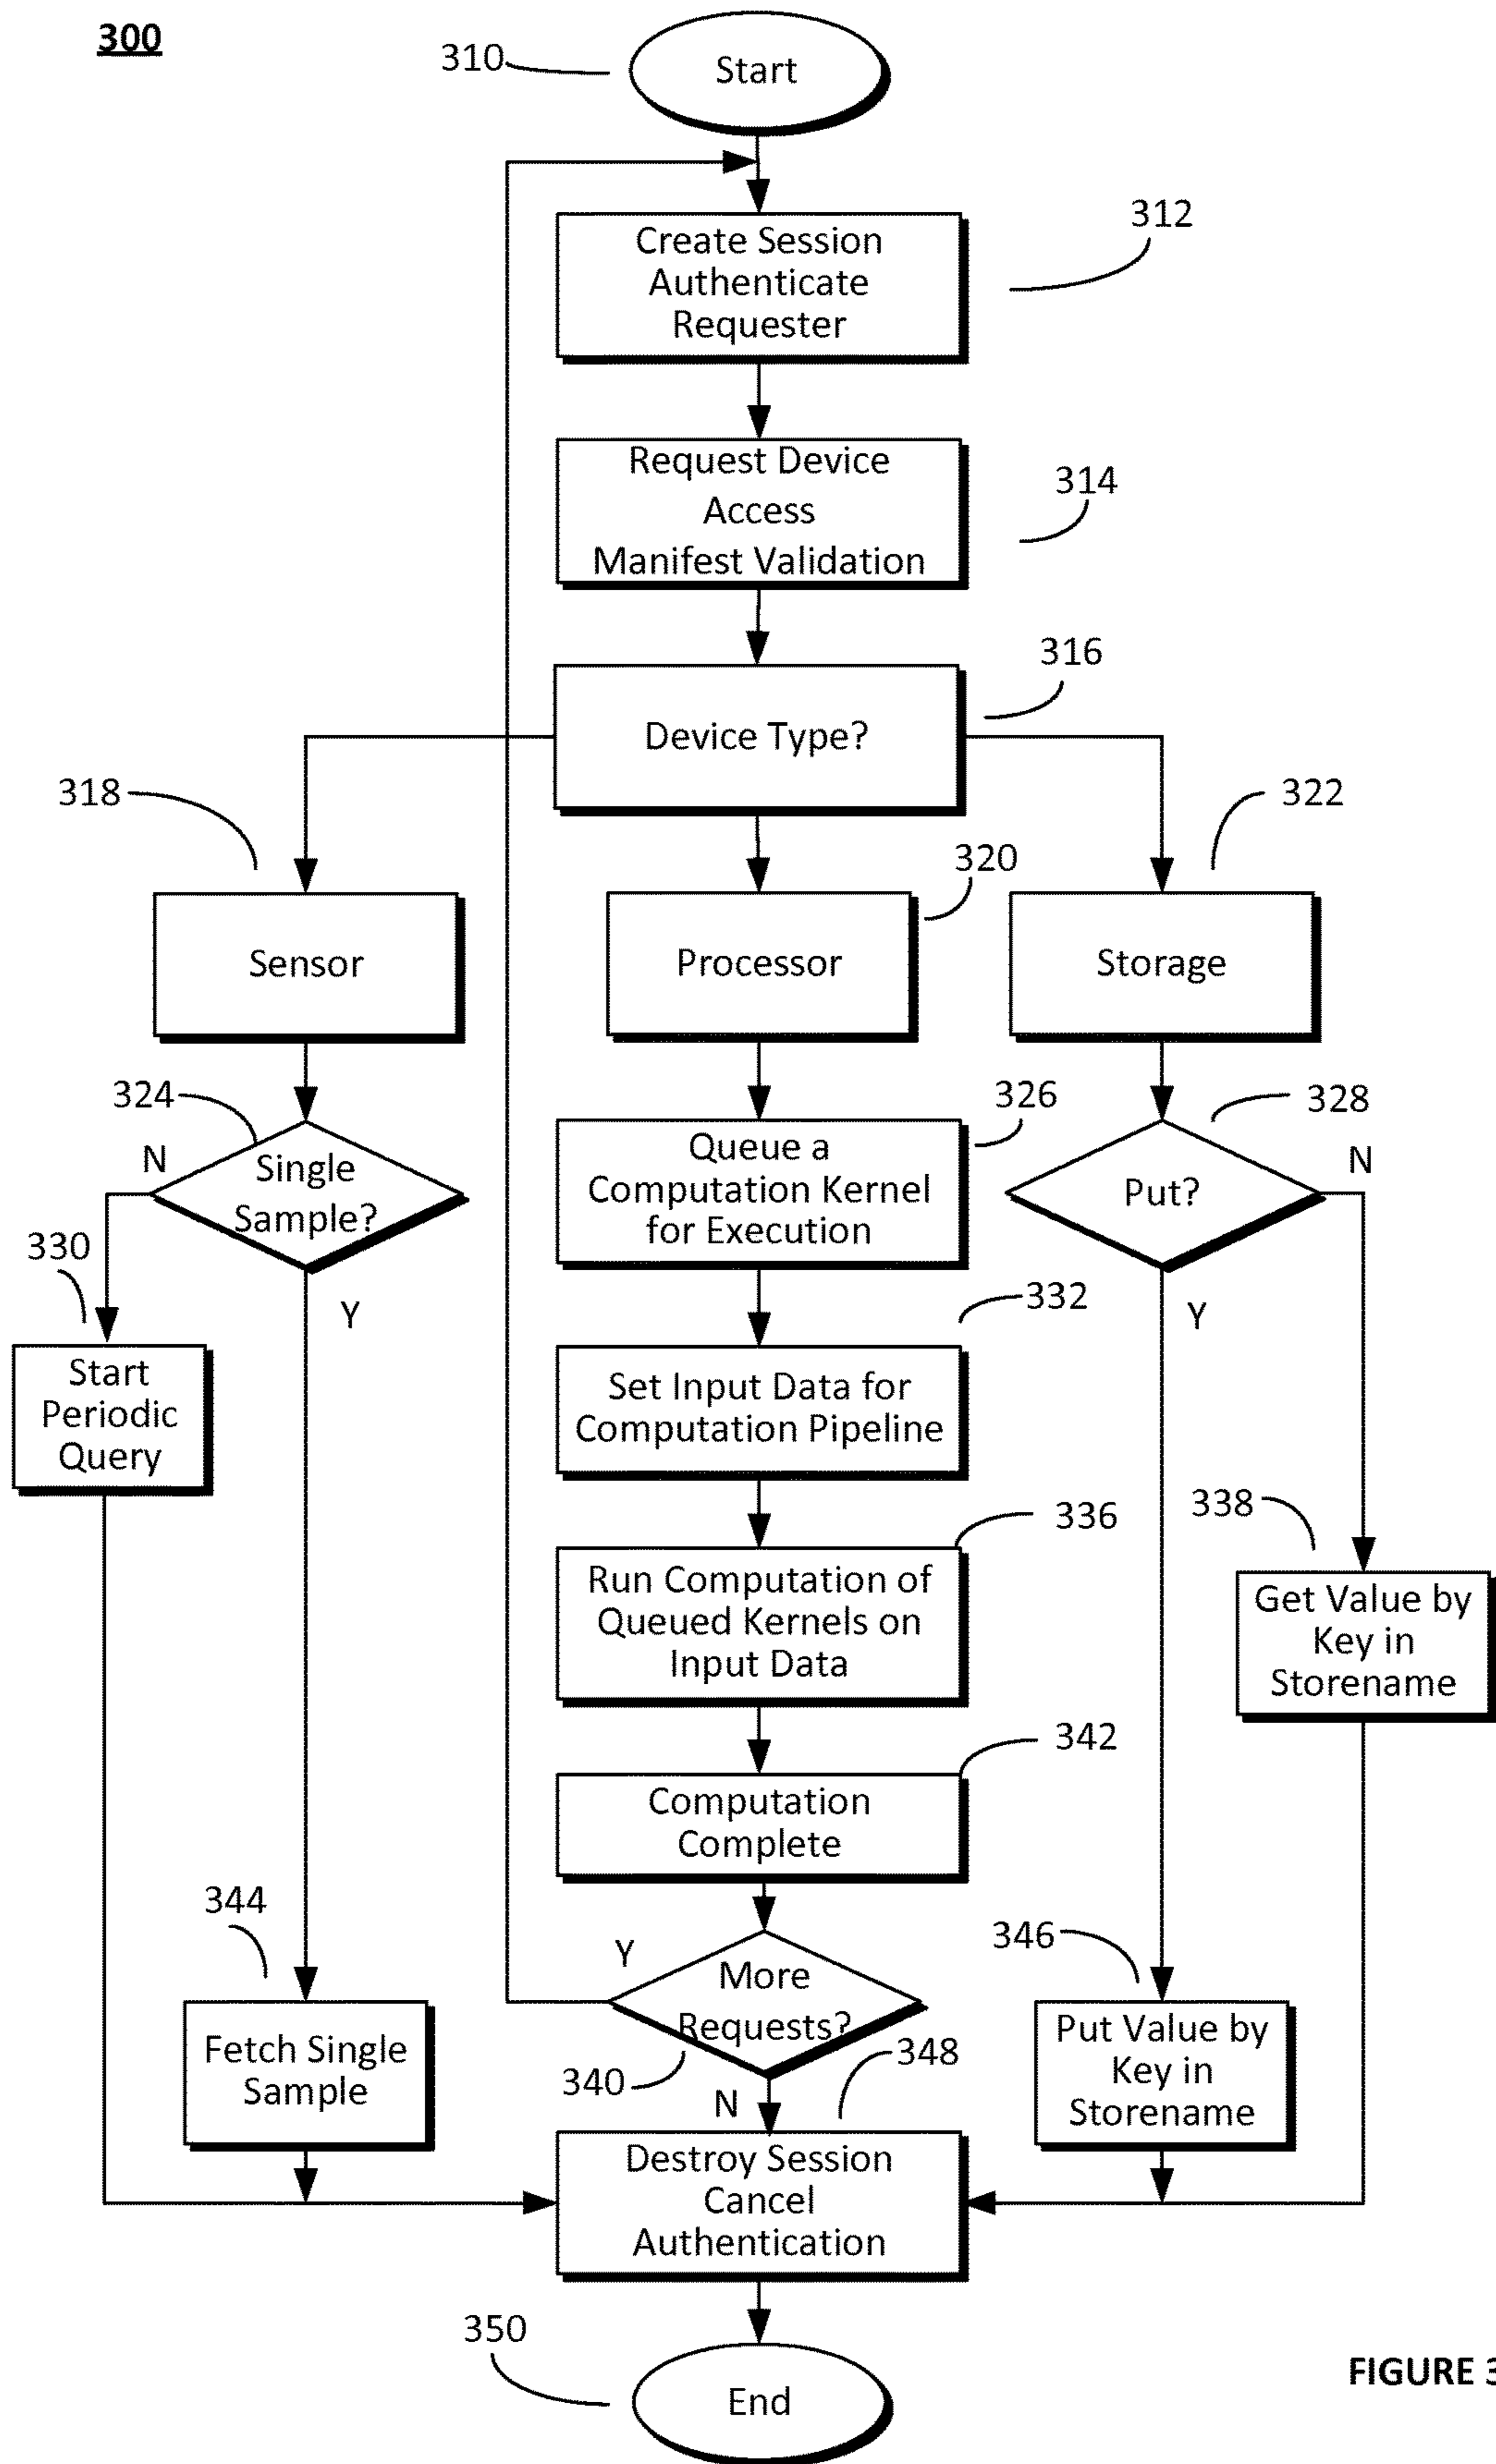 300
310
Start
312
Create Session
Authenticate
Requester
314
Request Device
Access
Manifest Validation
316
Device Type?
318
322
320
Sensor
Processor
Storage
324
326
328
N
Single
Sample?
Queue a
Computation Kernel
for Execution
Put?
N
330
Y
332
Y
Start
Periodic
Query
Set Input Data for
Computation Pipeline
338
336
Run Computation of
Queued Kernels on
Input Data
Get Value by
Key in
Storename
342
Computation
Complete
344
346
Y
More
Requests?
Fetch Single
Sample
Put Value by
Key in
Storename
340
348
N
Destroy Session
Cancel
Authentication
350
End
FIGURE 3